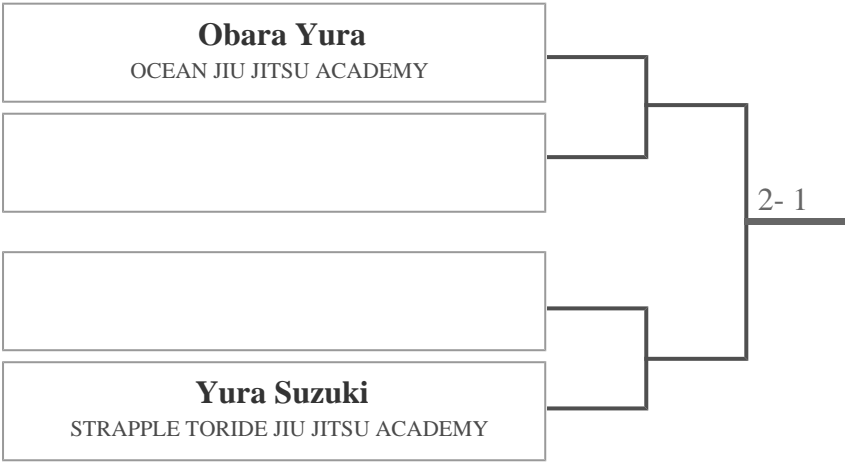 Obara Yura
OCEAN JIU JITSU ACADEMY
2- 1
Yura Suzuki
STRAPPLE TORIDE JIU JITSU ACADEMY